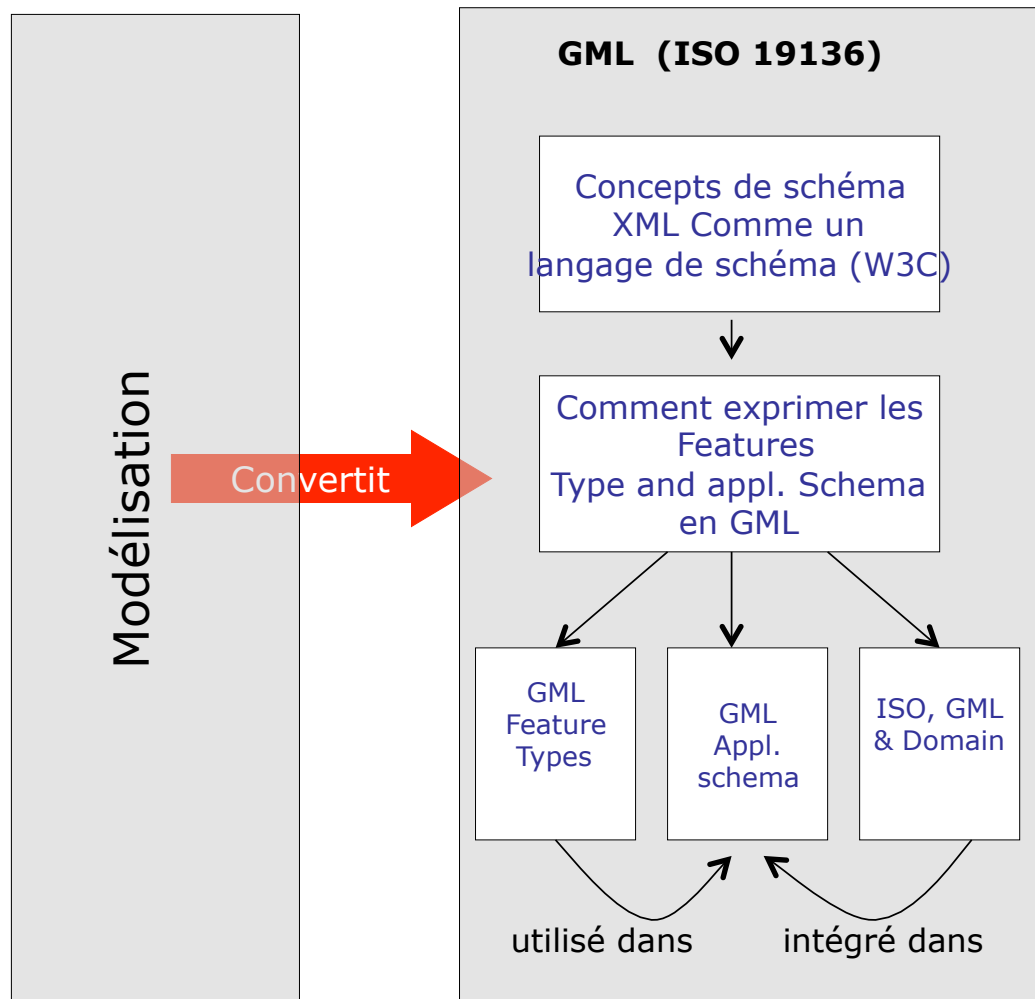 GML (ISO 19136)
Concepts de schéma
XML Comme un
langage de schéma (W3C)
Modélisation
Convertit
Comment exprimer les
Features
Type and appl. Schema
en GML
GML
Feature
Types
GML
Appl.
schema
ISO, GML
& Domain
utilisé dans
intégré dans